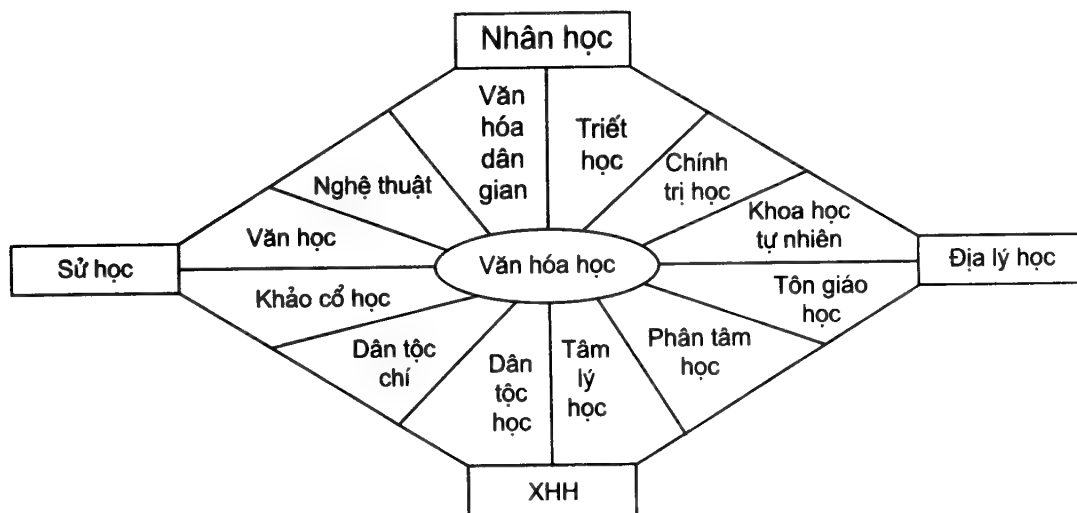 Nhân học
Văn
hóa
dân
gian
Triết
học
Chính
trị học
Nghệ thuật
Khoa học
tự nhiên
Văn học
Sử học
Văn hóa học
Địa lý học
Khảo cổ học
Tôn giáo
học
Dân tộc
chí
Dân
tộc
học
Tâm
lý
học
Phân tâm
học
XHH